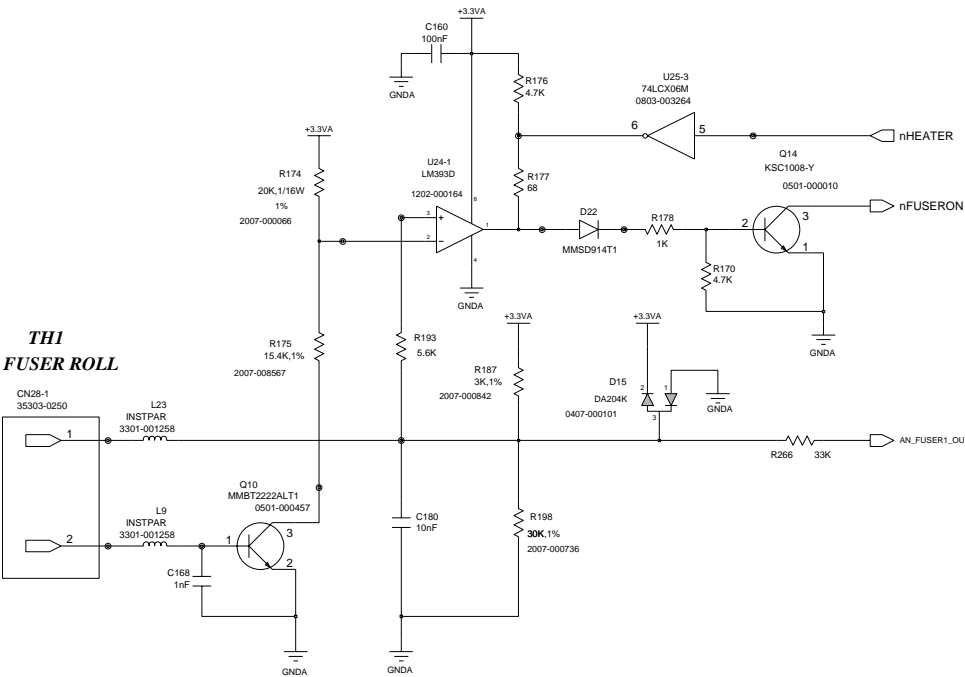 +3.3VA
C160
100nF
GNDA
R176
4.7K
U25-3
74LCX06M
0803-003264
6
5
nHEATER
+3.3VA
R174
20K,1/16W
1%
2007-000066
U24-1
LM393D
1202-000164
8
3
+
2
-
1
4
GNDA
R177
68
D22
MMSD914T1
R178
1K
Q14
KSC1008-Y
0501-000010
2
3
1
nFUSERON
R170
4.7K
GNDA
TH1
FUSER ROLL
R175
15.4K,1%
2007-008567
R193
5.6K
+3.3VA
R187
3K,1%
2007-000842
+3.3VA
D15
DA204K
0407-000101
2
1
3
GNDA
CN28-1
35303-0250
1
L23
INSTPAR
3301-001258
R266
33K
AN_FUSER1_OU
2
L9
INSTPAR
3301-001258
Q10
MMBT2222ALT1
0501-000457
1
3
2
C168
1nF
C180
10nF
R198
30K,1%
2007-000736
GNDA
GNDA